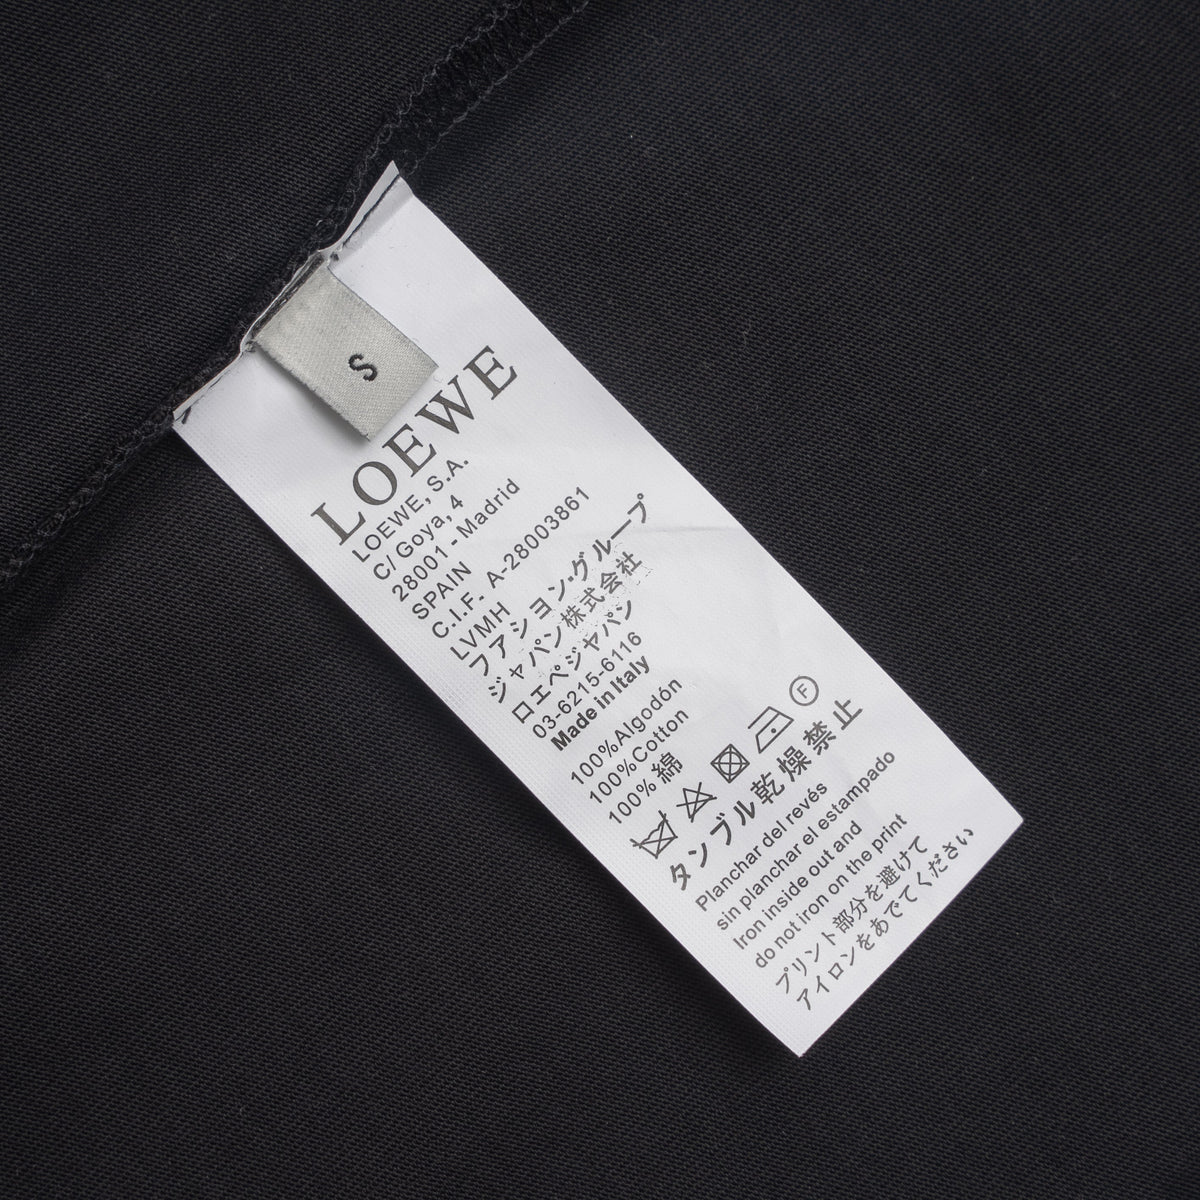 S
LOEWE
LOEWE, S.A.
C/ Goya, 4
28001 - Madrid
SPAIN
C.I.F. A-28003861
LVMH
ファション・グループ
ジャパン株式会社
ロエペジャパン
03-6215-6116
Made in Italy
100%Algodón
100%Cotton
100% 綿
F
タンブル乾燥禁止
Planchar del revés
sin planchar el estampado
Iron inside out and
do not iron on the print
プリント部分を避けて
アイロンをあでてください